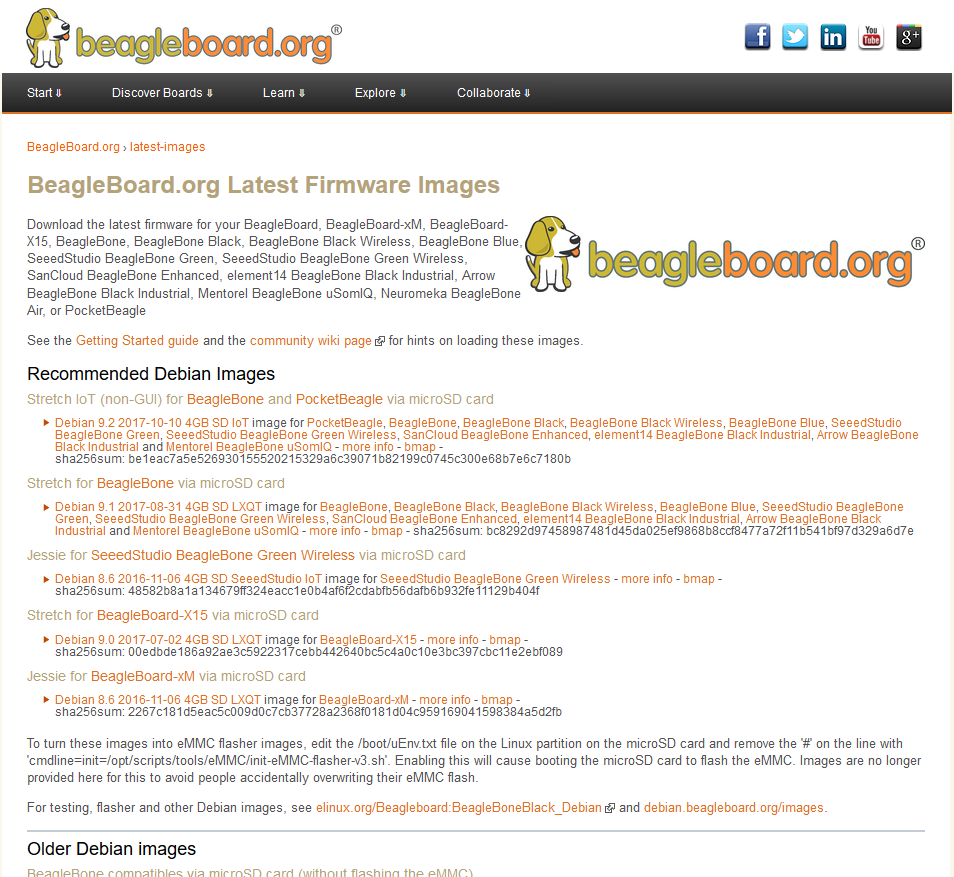 beagleboard.org®
f
in
You
Tube
8+
Start ⇓
Discover Boards ⇓
Learn ⇓
Explore ⇓
Collaborate ⇓
BeagleBoard.org › latest-images
BeagleBoard.org Latest Firmware Images
Download the latest firmware for your BeagleBoard, BeagleBoard-xM, BeagleBoard-
X15, BeagleBone, BeagleBone Black, BeagleBone Black Wireless, BeagleBone Blue,
SeeedStudio BeagleBone Green, SeeedStudio BeagleBone Green Wireless,
SanCloud BeagleBone Enhanced, element14 BeagleBone Black Industrial, Arrow
BeagleBone Black Industrial, Mentorel BeagleBone uSomIQ, Neuromeka BeagleBone
Air, or PocketBeagle
beagleboard.org®
See the Getting Started guide and the community wiki page for hints on loading these images.
Recommended Debian Images
Stretch IoT (non-GUI) for BeagleBone and PocketBeagle via microSD card
Debian 9.2 2017-10-10 4GB SD IoT image for PocketBeagle, BeagleBone, BeagleBone Black, BeagleBone Black Wireless, BeagleBone Blue, SeeedStudio
BeagleBone Green, SeeedStudio BeagleBone Green Wireless, SanCloud BeagleBone Enhanced, element14 BeagleBone Black Industrial, Arrow BeagleBone
Black Industrial and Mentorel BeagleBone uSomIQ - more info - bmap -
sha256sum: be1eac7a5e526930155520215329a6c39071b82199c0745c300e68b7e6c7180b
Stretch for BeagleBone via microSD card
Debian 9.1 2017-08-31 4GB SD LXQT image for BeagleBone, BeagleBone Black, BeagleBone Black Wireless, BeagleBone Blue, SeeedStudio BeagleBone
Green, SeeedStudio BeagleBone Green Wireless, SanCloud BeagleBone Enhanced, element14 BeagleBone Black Industrial, Arrow BeagleBone Black
Industrial and Mentorel BeagleBone uSomIQ - more info - bmap - sha256sum: bc8292d97458987481d45da025ef9868b8ccf8477a72f11b541bf97d329a6d7e
Jessie for SeeedStudio BeagleBone Green Wireless via microSD card
Debian 8.6 2016-11-06 4GB SD SeeedStudio IoT image for SeeedStudio BeagleBone Green Wireless - more info - bmap -
sha256sum: 48582b8a1a134679ff324eacc1e0b4af6f2cdabfb56dafb6b932fe11129b404f
Stretch for BeagleBoard-X15 via microSD card
Debian 9.0 2017-07-02 4GB SD LXQT image for BeagleBoard-X15 - more info - bmap -
sha256sum: 00edbde186a92ae3c5922317cebb442640bc5c4a0c10e3bc397cbc11e2ebf089
Jessie for BeagleBoard-xM via microSD card
Debian 8.6 2016-11-06 4GB SD LXQT image for BeagleBoard-xM - more info - bmap -
sha256sum: 2267c181d5eac5c009d0c7cb37728a2368f0181d04c959169041598384a5d2fb
To turn these images into eMMC flasher images, edit the /boot/uEnv.txt file on the Linux partition on the microSD card and remove the '#' on the line with
'cmdline=init=/opt/scripts/tools/eMMC/init-eMMC-flasher-v3.sh'. Enabling this will cause booting the microSD card to flash the eMMC. Images are no longer
provided here for this to avoid people accidentally overwriting their eMMC flash.
For testing, flasher and other Debian images, see elinux.org/Beagleboard:BeagleBoneBlack_Debian and debian.beagleboard.org/images.
Older Debian images
BeagleBone compatibles via microSD card (without flashing the eMMC)